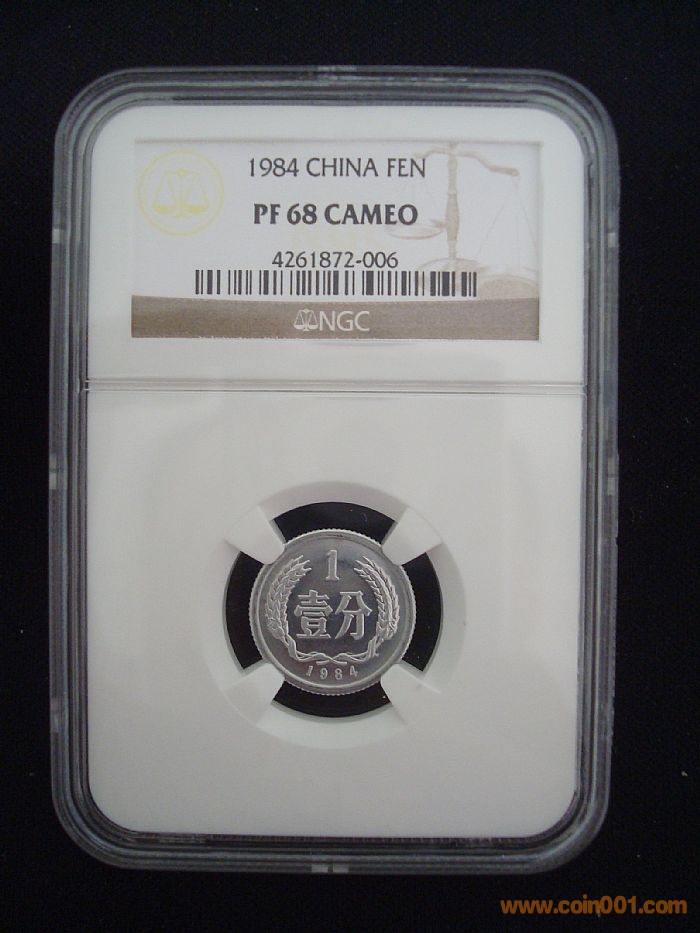 1984 CHINA FEN
PF 68 CAMEO
4261872-006
NGC
1
壹分
1984
www.coin001.com